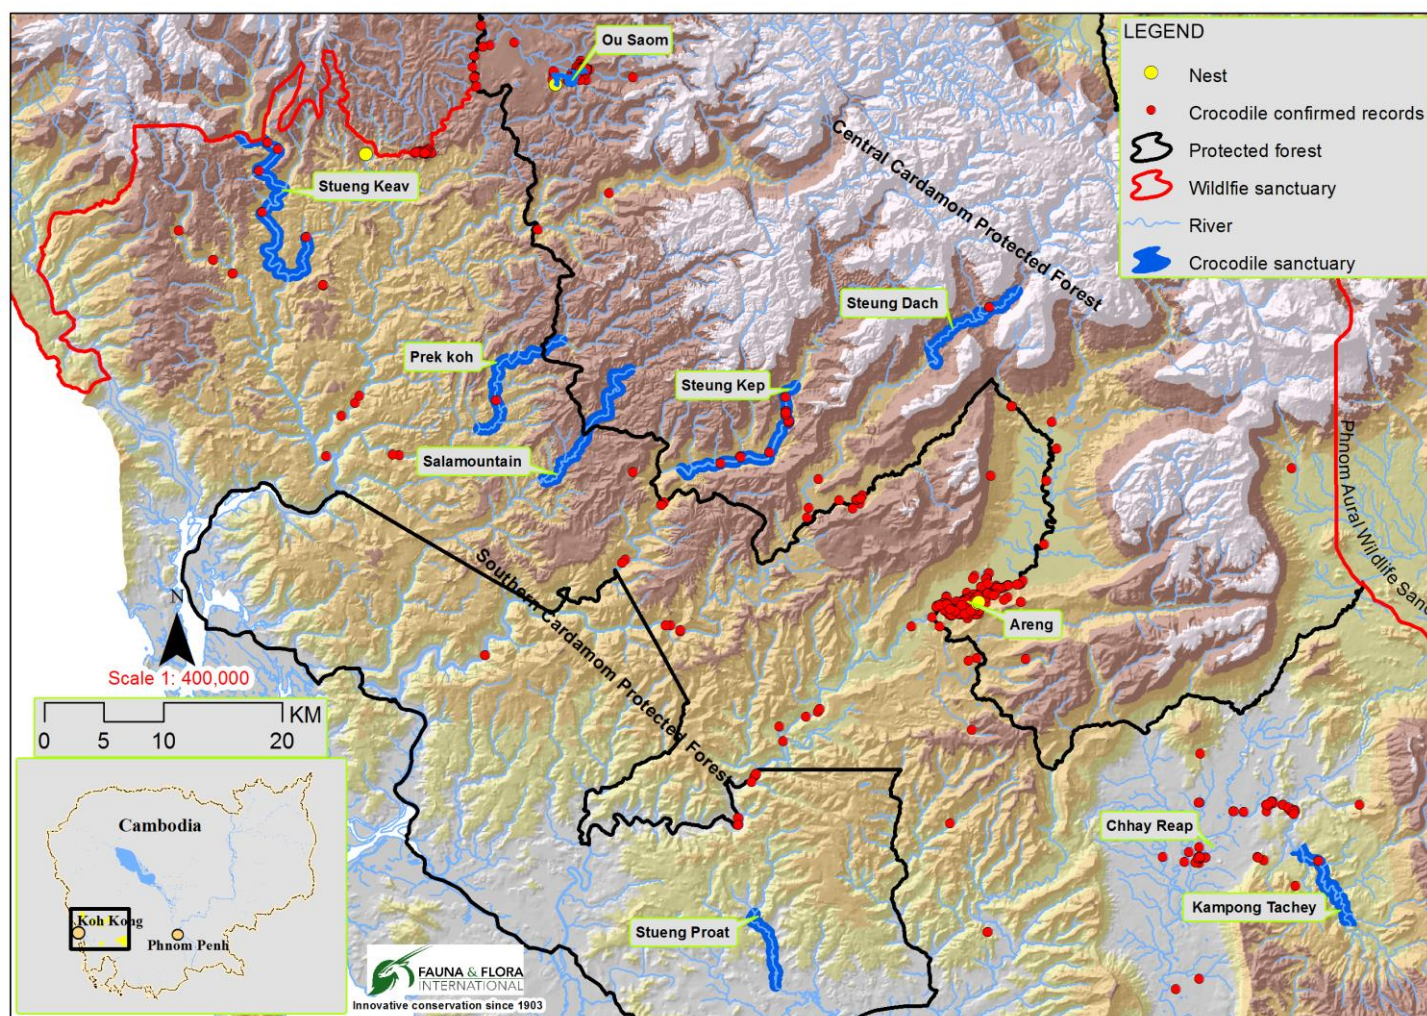 Ou Saom
LEGEND
Nest
Crocodile confirmed records
Protected forest
Wildlfie sanctuary
River
Crocodile sanctuary
Central Cardamom Protected Forest
Stueng Keav
Steung Dach
Prek koh
Steung Kep
Salamountain
Phnom Aural Wildlife Sanc
Southern Cardamom Protected Forest
Areng
N
Scale 1: 400,000
KM
0 5 10 20
Cambodia
Koh Kong
Phnom Penh
Chhay Reap
Kampong Tachey
Stueng Proat
FAUNA & FLORA
INTERNATIONAL
Innovative conservation since 1903